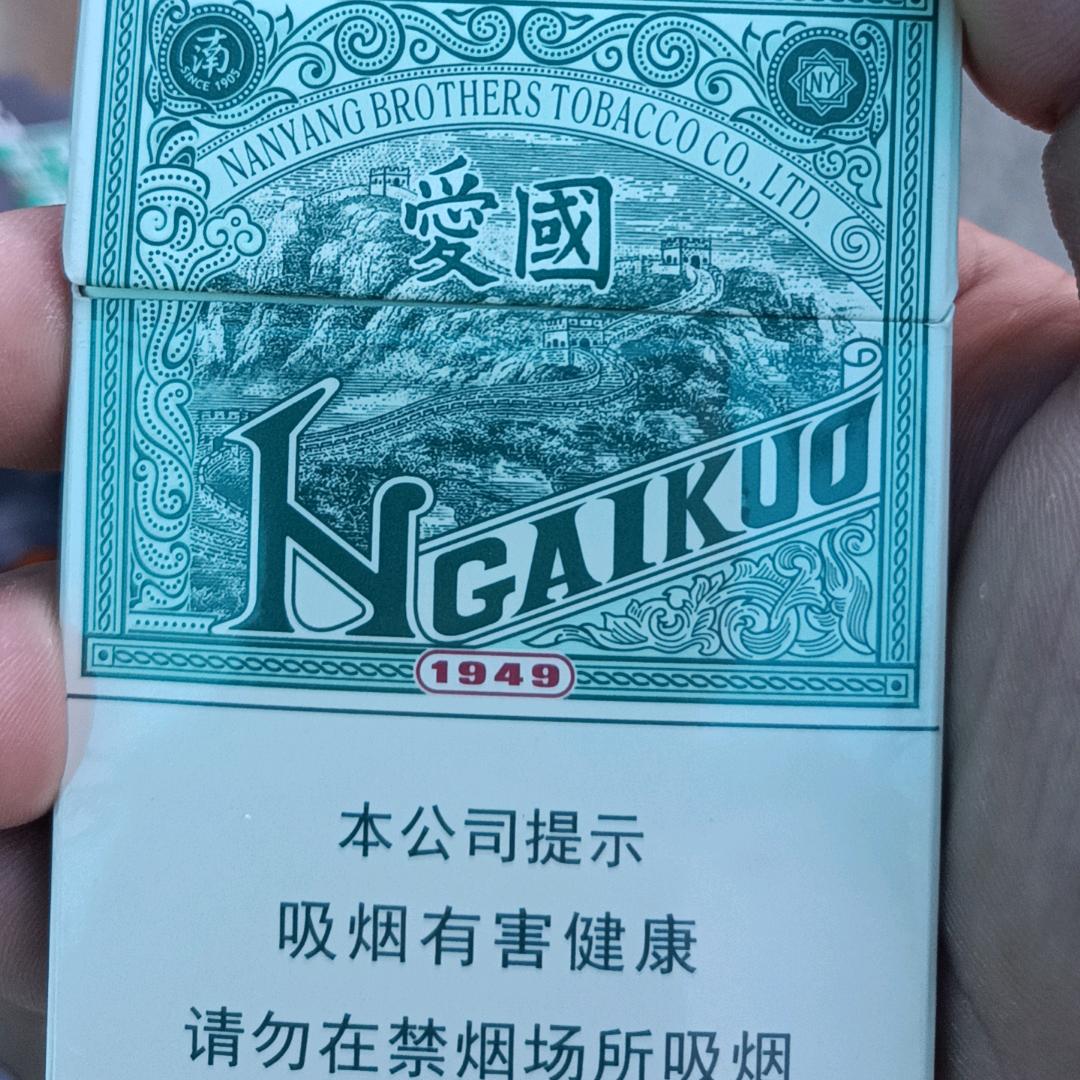 南
SINCE 1905
NY
NANYANG BROTHERS TOBACCO CO., LTD.
愛國
NGAIKUO
1949
本公司提示
吸烟有害健康
请勿在禁烟场所吸烟